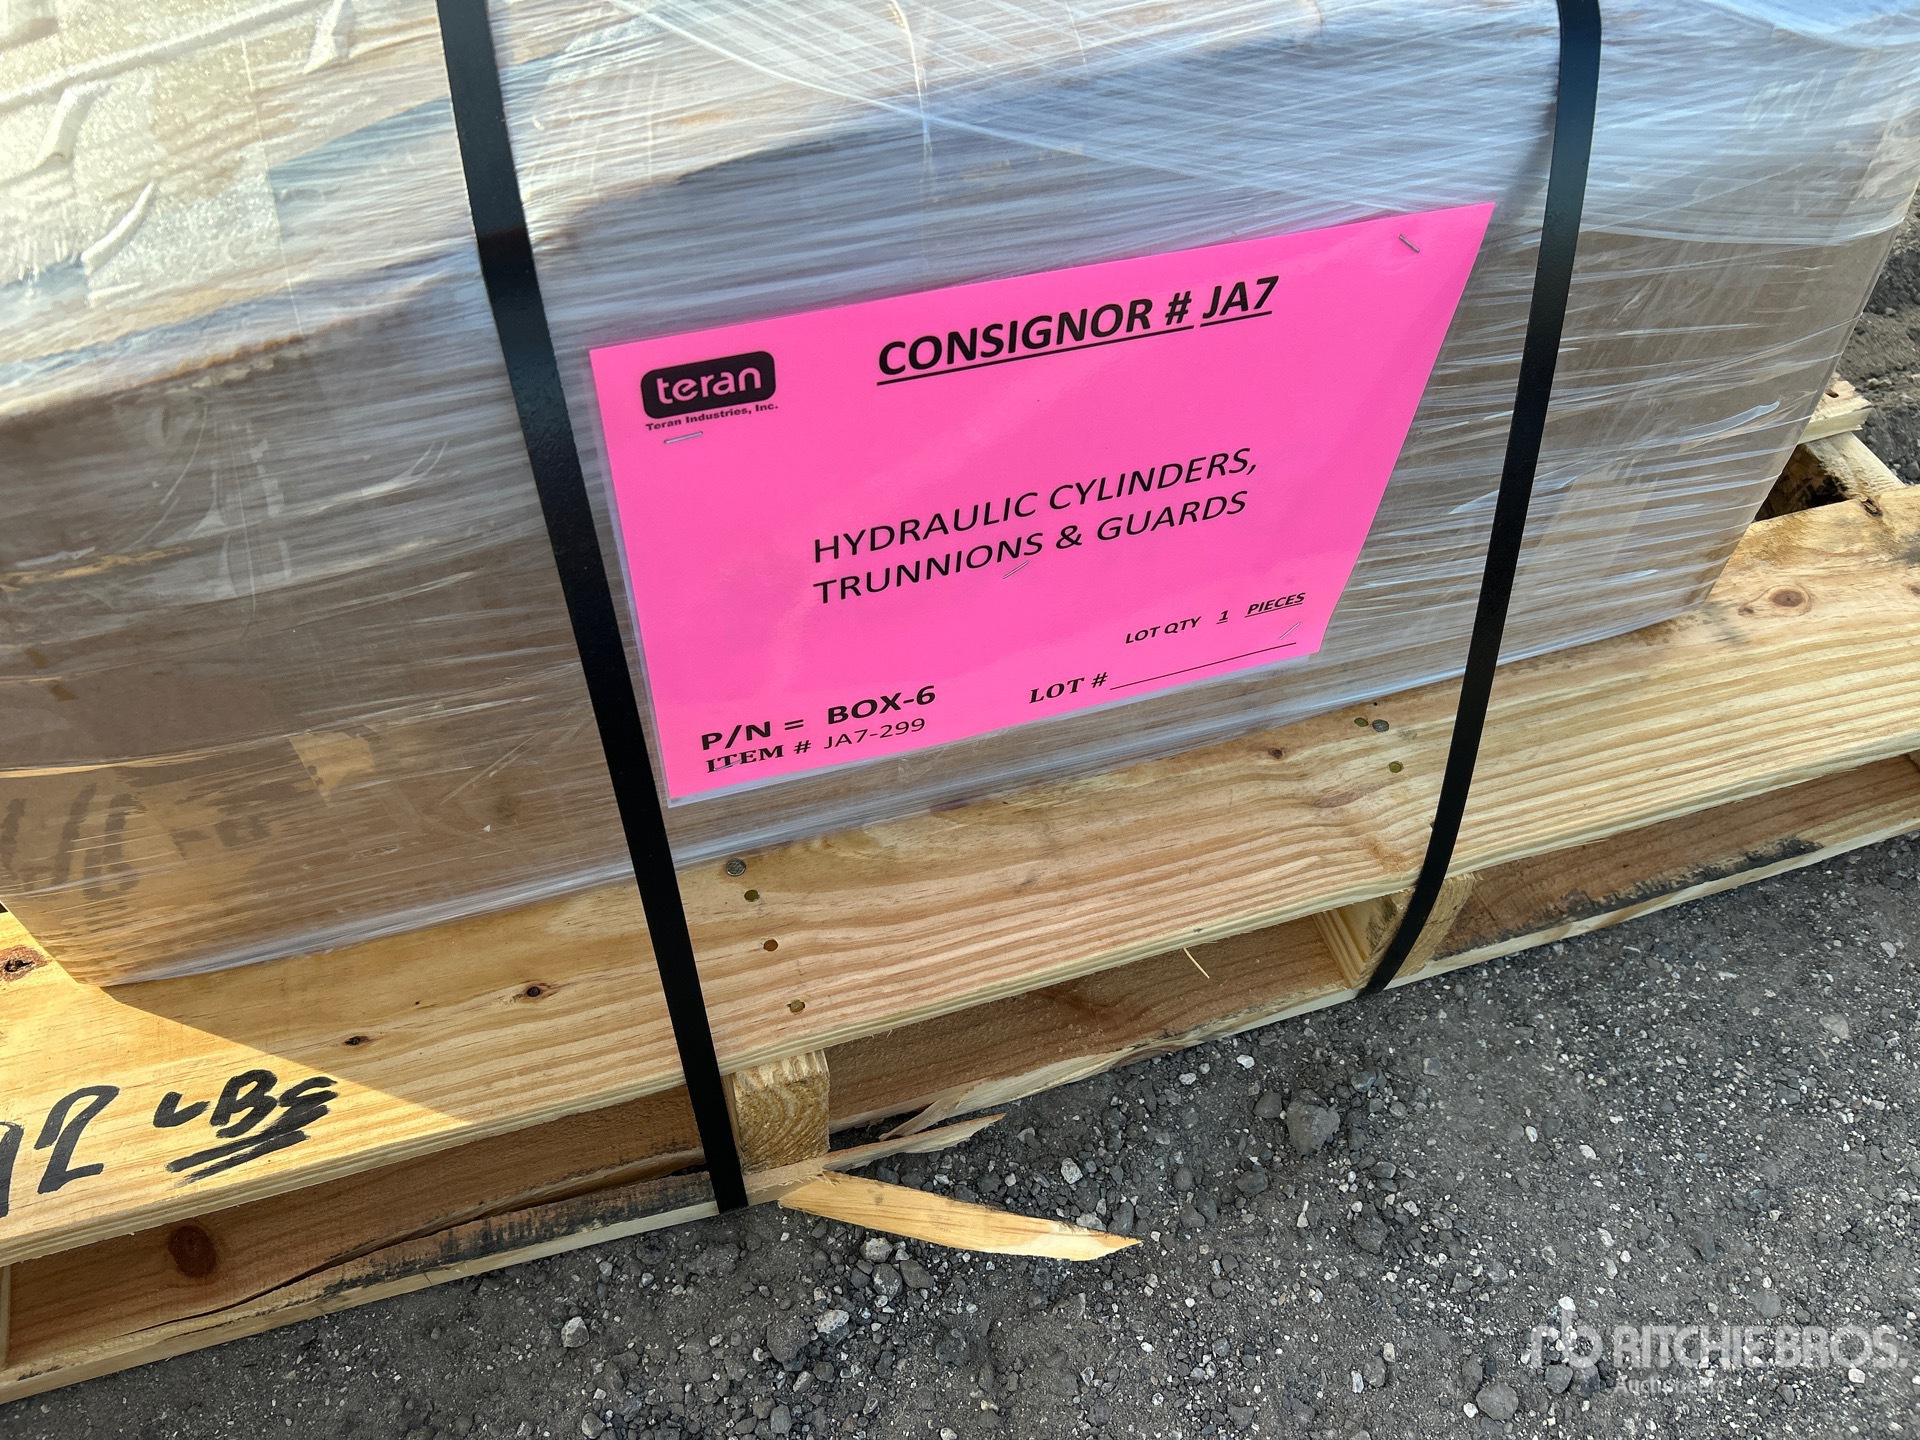 CONSIGNOR # JA7
teran
Teran Industries, Inc.
HYDRAULIC CYLINDERS,
TRUNNIONS & GUARDS
LOT QTY 1 PIECES
P/N = BOX-6
LOT #
ITEM # JA7-299
LBS
RITCHIE BROS.
Auctioneers